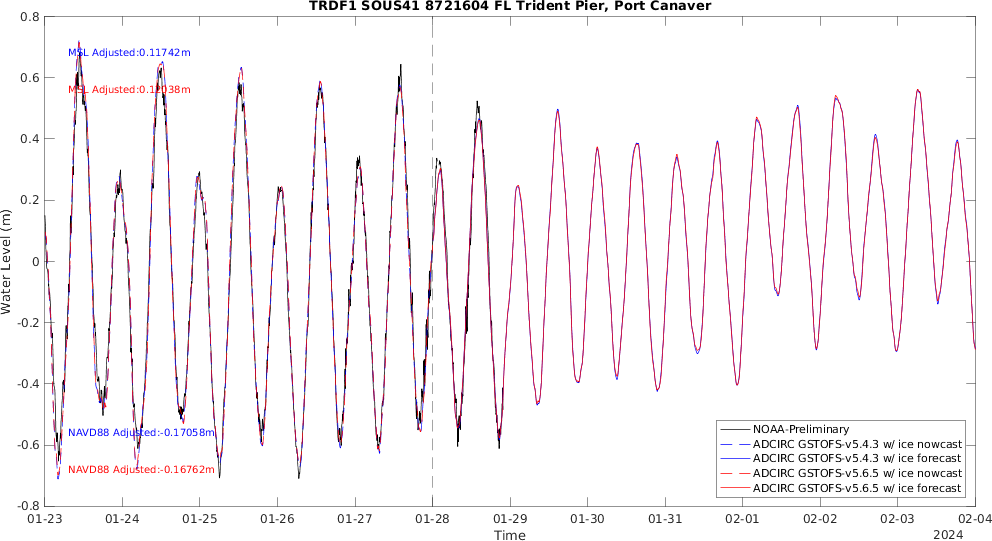 TRDF1 SOUS41 8721604 FL Trident Pier, Port Canaver
0.8
0.6
0.4
0.2
0
-0.2
-0.4
-0.6
-0.8
Water Level (m)
MSL Adjusted:0.11742m
MSL Adjusted:0.12038m
NAVD88 Adjusted:-0.17058m
NAVD88 Adjusted:-0.16762m
NOAA-Preliminary
ADCIRC GSTOFS-v5.4.3 w/ ice nowcast
ADCIRC GSTOFS-v5.4.3 w/ ice forecast
ADCIRC GSTOFS-v5.6.5 w/ ice nowcast
ADCIRC GSTOFS-v5.6.5 w/ ice forecast
01-23 01-24 01-25 01-26 01-27 01-28 01-29 01-30 01-31 02-01 02-02 02-03 02-04
Time
2024